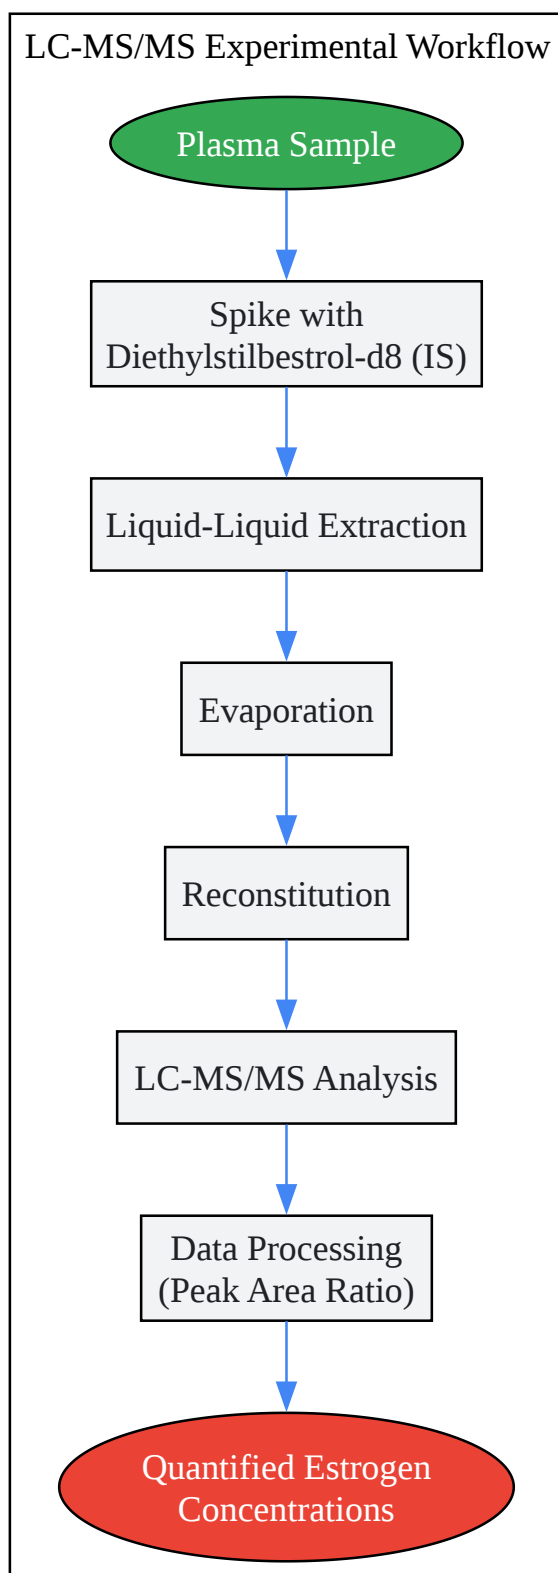 LC-MS/MS Experimental Workflow
Plasma Sample
Spike with
Diethylstilbestrol-d8 (IS)
Liquid-Liquid Extraction
Evaporation
Reconstitution
LC-MS/MS Analysis
Data Processing
(Peak Area Ratio)
Quantified Estrogen
Concentrations